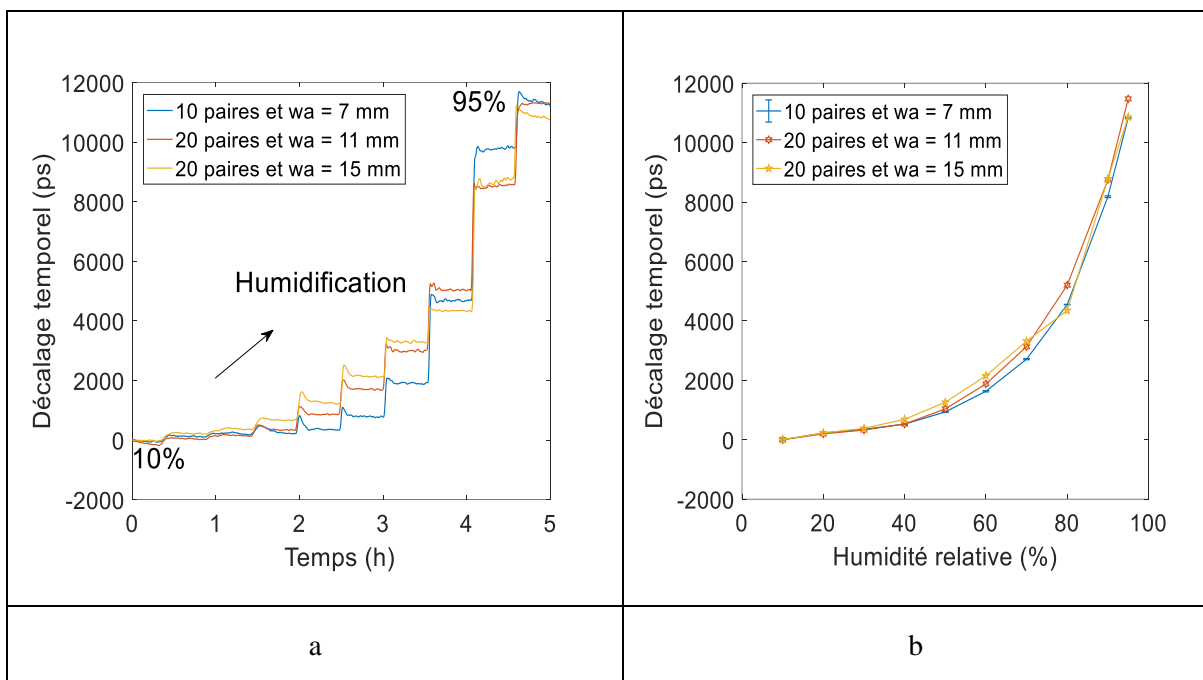 12000
10000
8000
6000
4000
2000
0
-2000
Décalage temporel (ps)
10 paires et wa = 7 mm
20 paires et wa = 11 mm
20 paires et wa = 15 mm
95%
Humidification
10%
0 1 2 3 4 5
Temps (h)
12000
10000
8000
6000
4000
2000
0
-2000
Décalage temporel (ps)
10 paires et wa = 7 mm
20 paires et wa = 11 mm
20 paires et wa = 15 mm
0 20 40 60 80 100
Humidité relative (%)
a
b